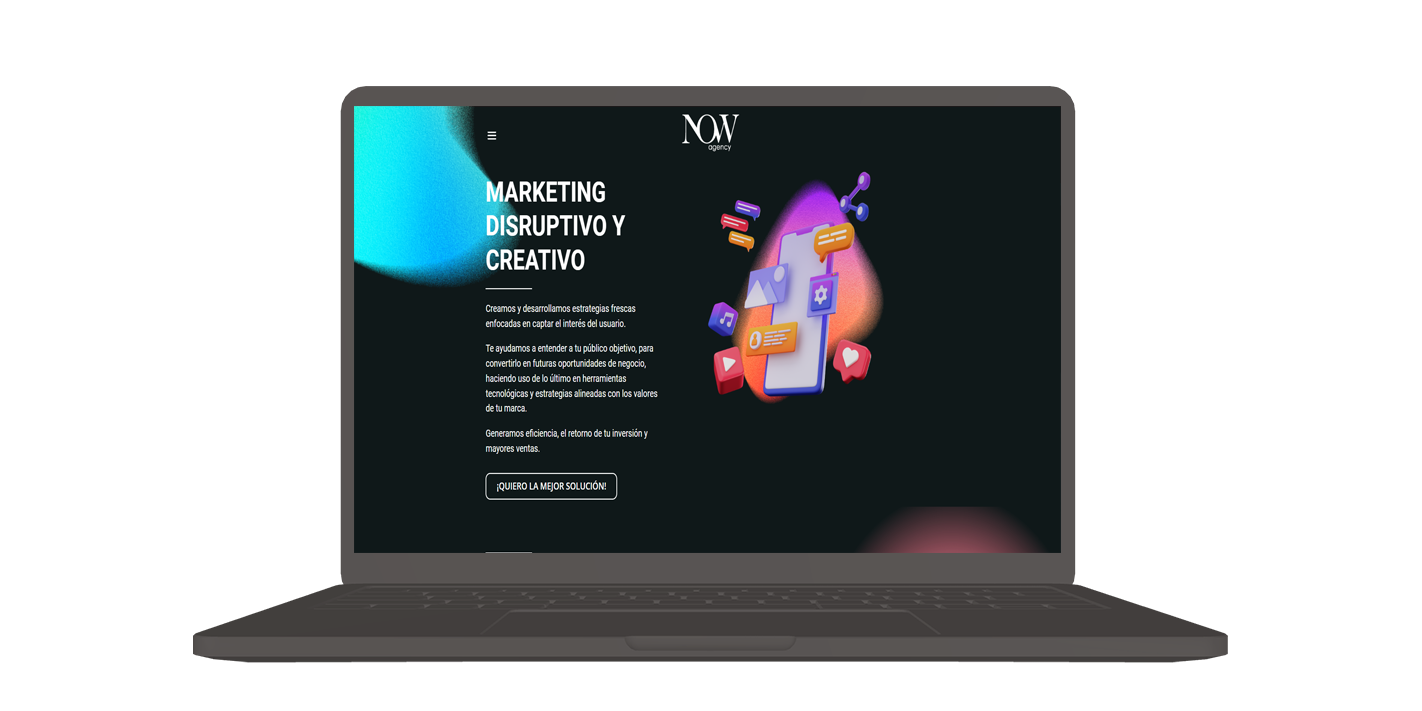 NOW
agency
MARKETING
DISRUPTIVO Y
CREATIVO
Creamos y desarrollamos estrategias frescas
enfocadas en captar el interés del usuario.
Te ayudamos a entender a tu público objetivo, para
convertirlo en futuras oportunidades de negocio,
haciendo uso de lo último en herramientas
tecnológicas y estrategias alineadas con los valores
de tu marca.
Generamos eficiencia, el retorno de tu inversión y
mayores ventas.
¡QUIERO LA MEJOR SOLUCIÓN!